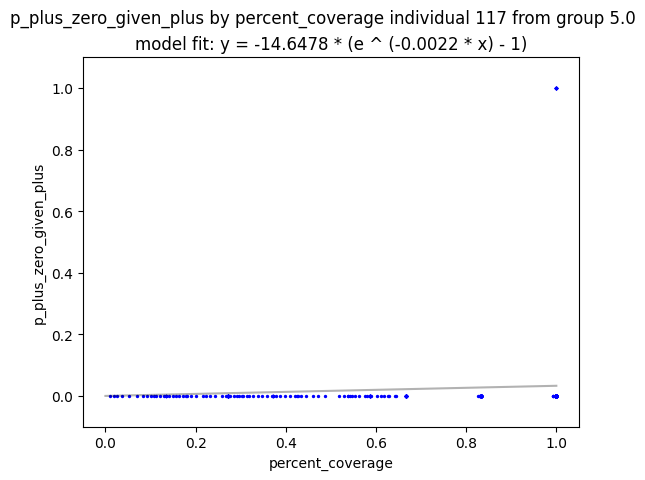 p_plus_zero_given_plus by percent_coverage individual 117 from group 5.0
model fit: y = -14.6478 * (e ^ (-0.0022 * x) - 1)
1.0
0.8
0.6
0.4
0.2
0.0
p_plus_zero_given_plus
0.0 0.2 0.4 0.6 0.8 1.0
percent_coverage